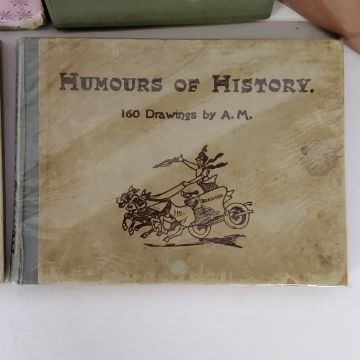 HUMOURS OF HISTORY.
160 Drawings by A.M.